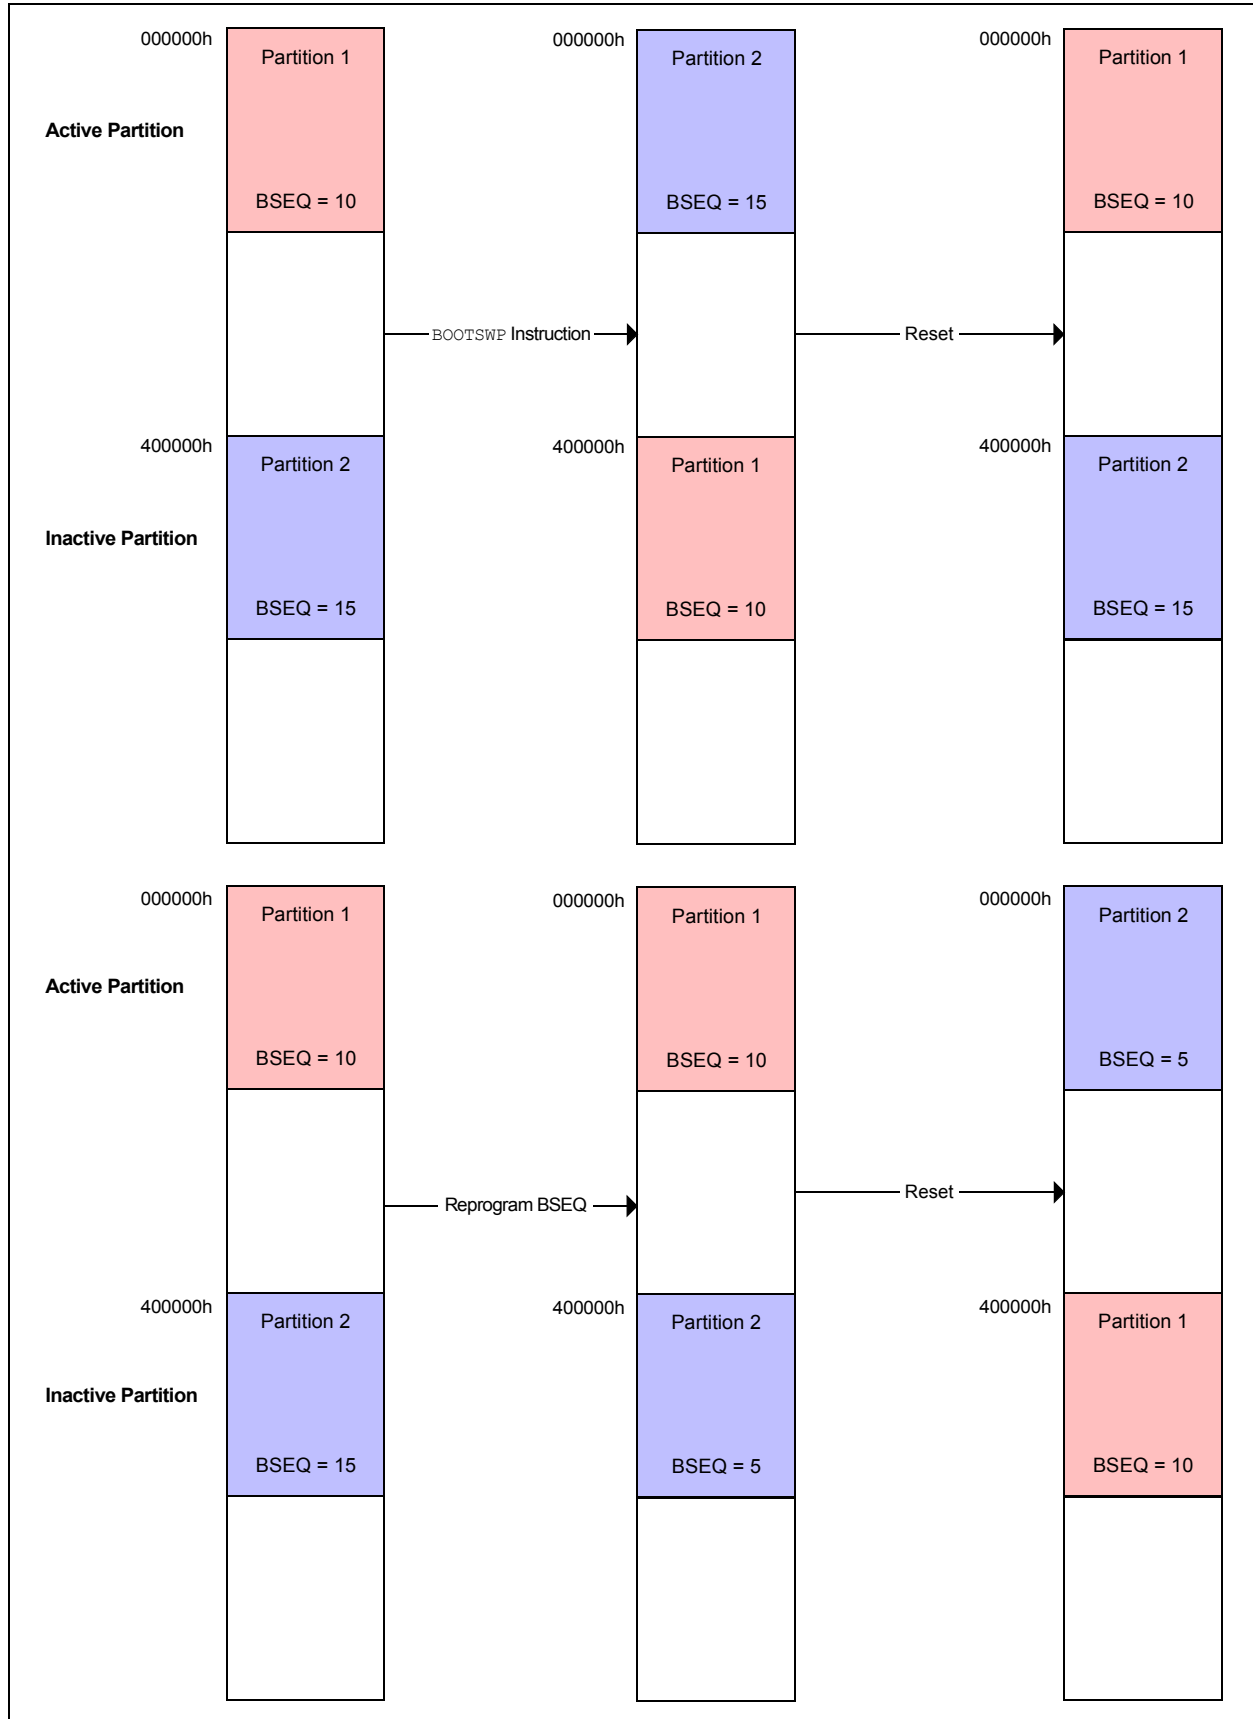 000000h
Partition 1
000000h
Partition 2
000000h
Partition 1
Active Partition
BSEQ = 10
BSEQ = 15
BSEQ = 10
BOOTSWP Instruction
Reset
400000h
Partition 2
400000h
Partition 1
400000h
Partition 2
Inactive Partition
BSEQ = 15
BSEQ = 10
BSEQ = 15
000000h
Partition 1
000000h
Partition 1
000000h
Partition 2
Active Partition
BSEQ = 10
BSEQ = 10
BSEQ = 5
Reprogram BSEQ
Reset
400000h
Partition 2
400000h
Partition 2
400000h
Partition 1
Inactive Partition
BSEQ = 15
BSEQ = 5
BSEQ = 10